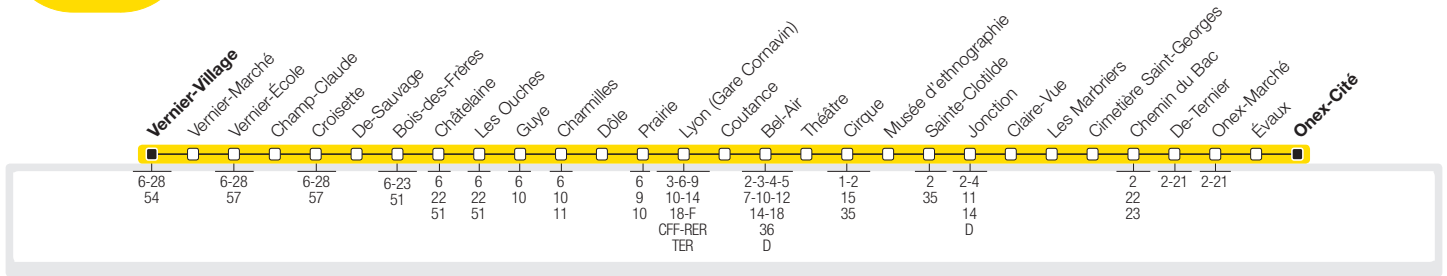 Vernier-Village
Vernier-Marché
Vernier-École
Champ-Claude
Croisette
De-Sauvage
Bois-des-Frères
Châtelaine
Les Ouches
Guye
Charmilles
Dôle
Prairie
Lyon (Gare Cornavin)
Coutance
Bel-Air
Théâtre
Cirque
Musée d'ethnographie
Sainte-Clotilde
Jonction
Claire-Vue
Les Marbriers
Cimetière Saint-Georges
Chemin du Bac
De-Ternier
Onex-Marché
Évaux
Onex-Cité
6-28
54
6-28
57
6-28
57
6-23
51
6
22
51
6
22
51
6
10
6
10
11
6
9
10
3-6-9
10-14
18-F
CFF-RER
TER
2-3-4-5
7-10-12
14-18
36
D
1-2
15
35
2
35
2-4
11
14
D
2
22
23
2-21
2-21